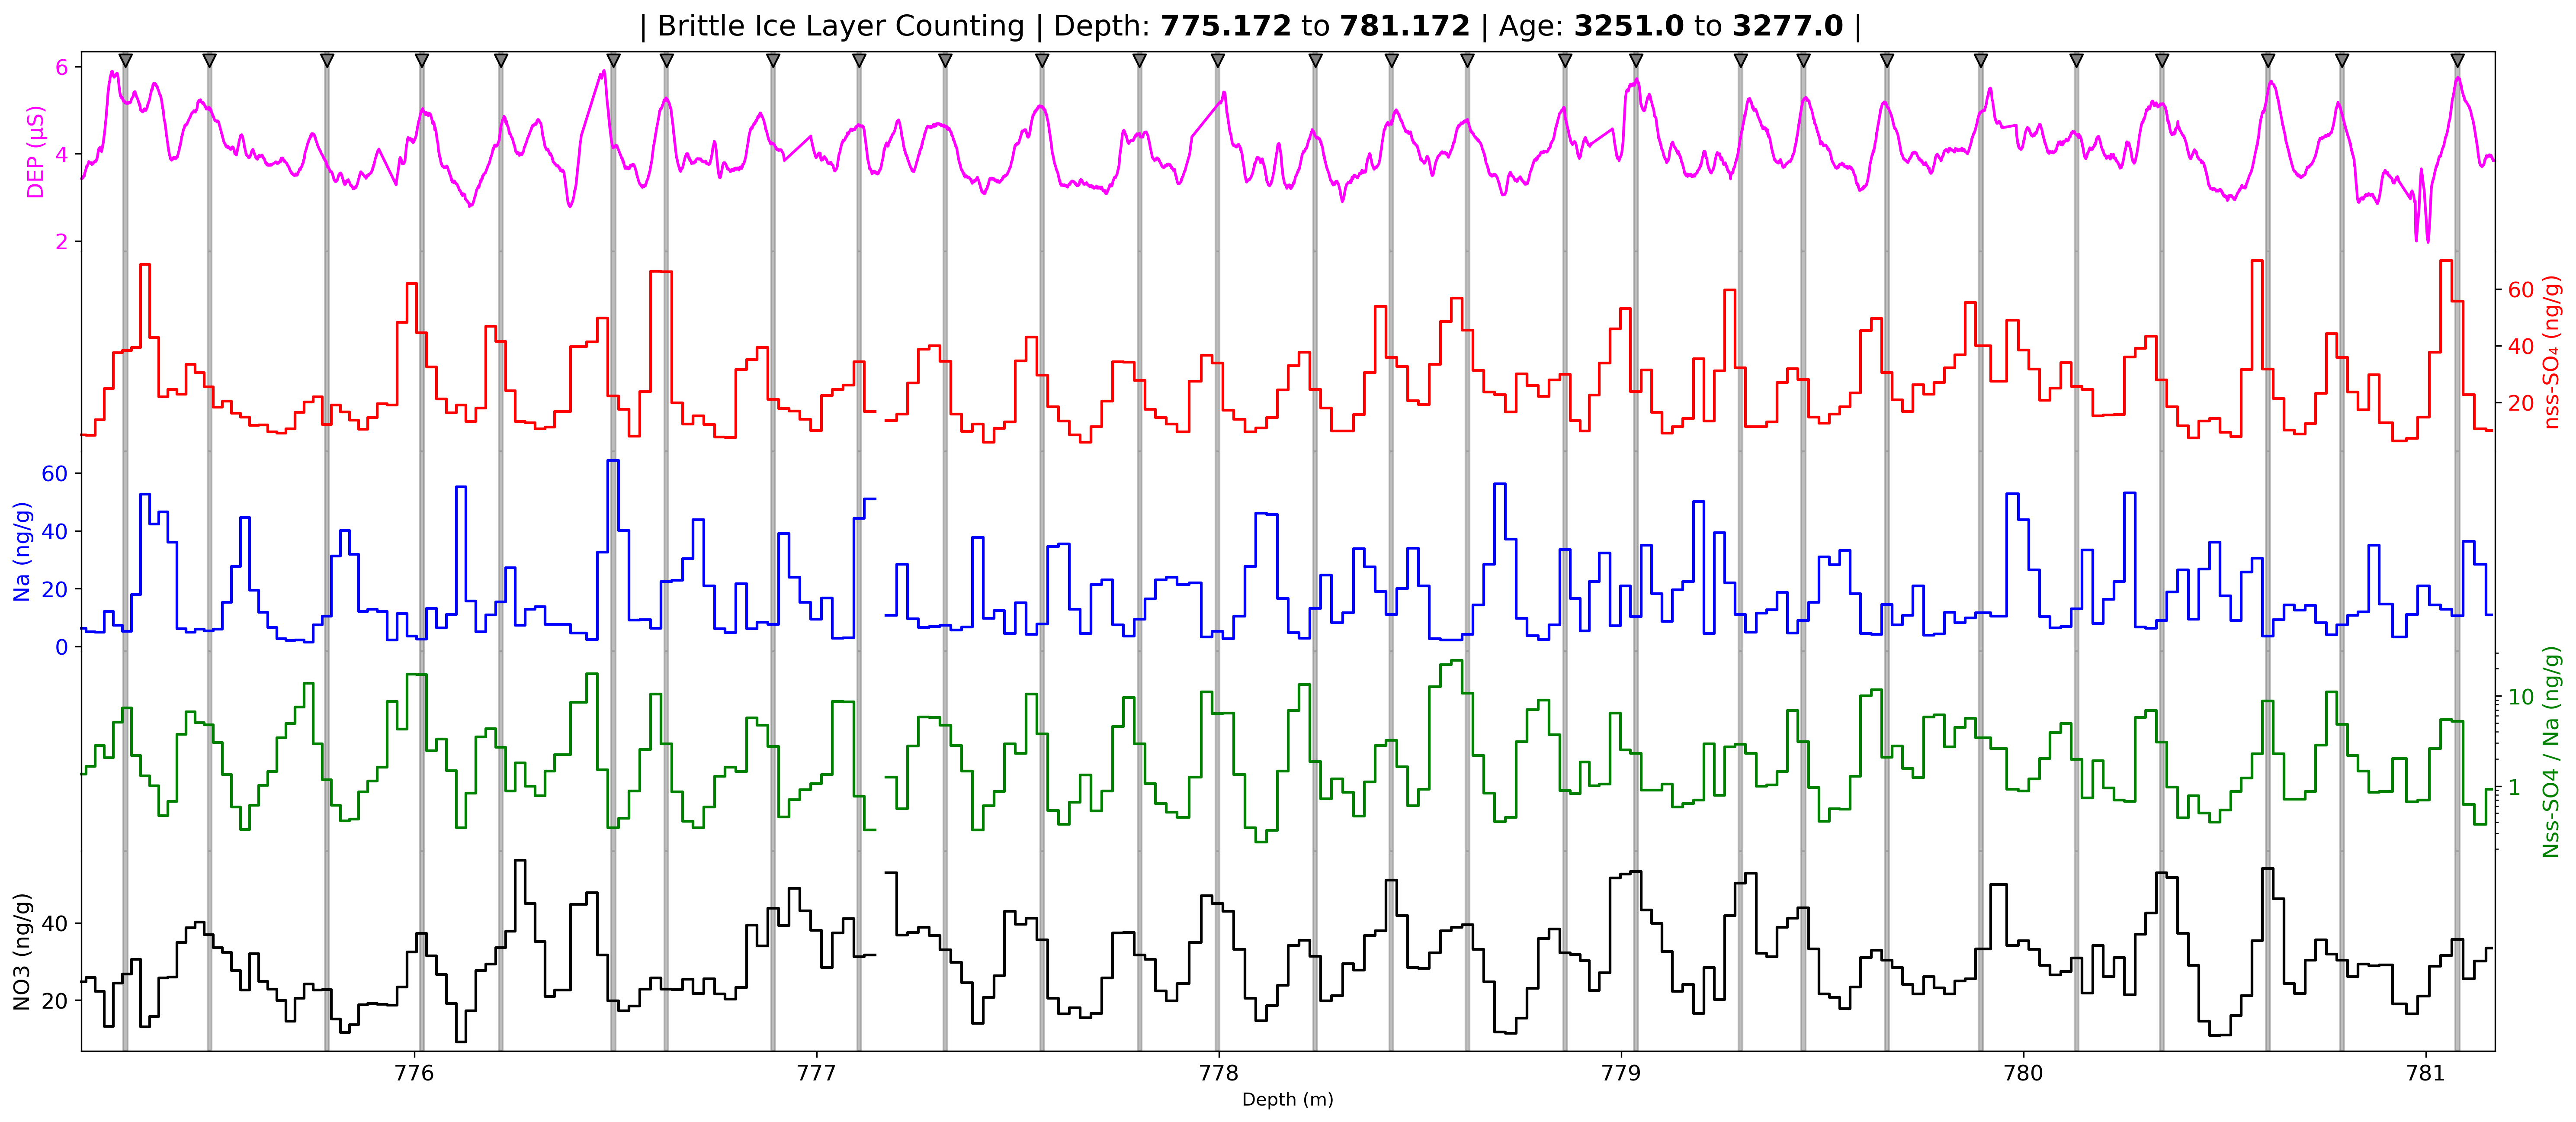 | Brittle Ice Layer Counting | Depth: 775.172 to 781.172 | Age: 3251.0 to 3277.0 |
DEP (µS)
6
4
2
nss-SO₄ (ng/g)
60
40
20
Na (ng/g)
60
40
20
0
Nss-SO4 / Na (ng/g)
10
1
NO3 (ng/g)
40
20
776
777
778
779
780
781
Depth (m)